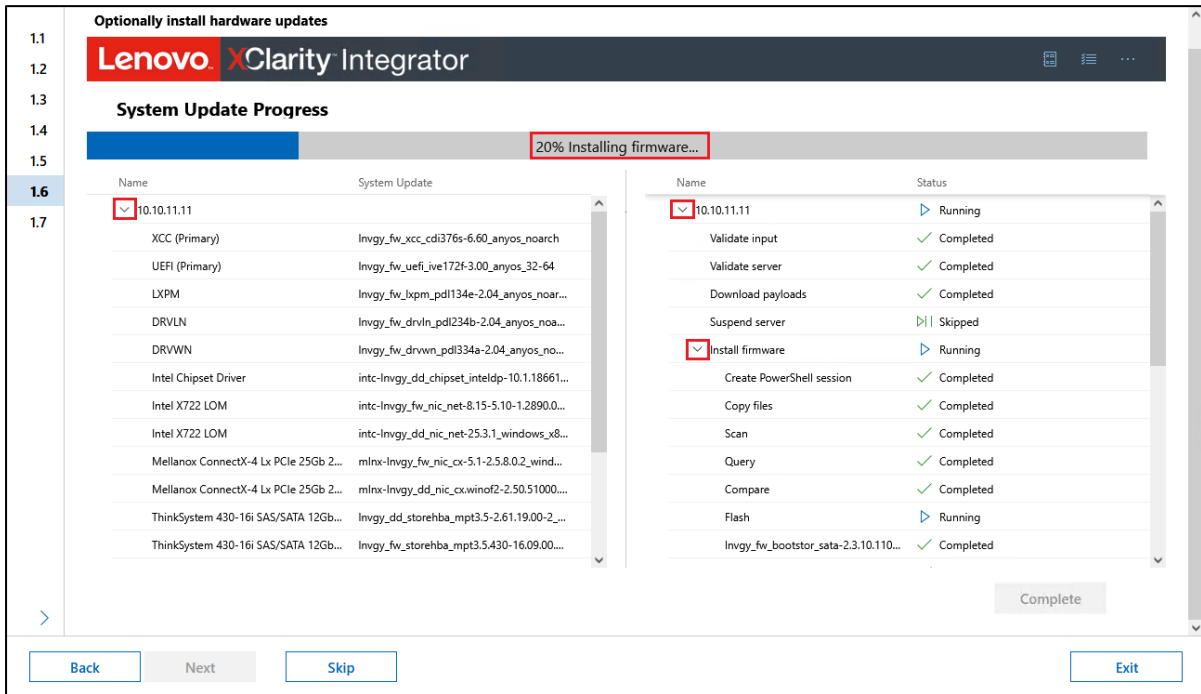 Optionally install hardware updates
1.1
1.2
1.3
1.4
1.5
1.6
1.7
Lenovo. XClarity Integrator
System Update Progress
20% Installing firmware...
Name System Update
10.10.11.11
XCC (Primary) lnvgy_fw_xcc_cdi376s-6.60_anyos_noarch
UEFI (Primary) lnvgy_fw_uefi_ive172f-3.00_anyos_32-64
LXPM lnvgy_fw_lxpm_pdl134e-2.04_anyos_noar...
DRVLN lnvgy_fw_drvln_pdl234b-2.04_anyos_noa...
DRVWN lnvgy_fw_drvwn_pdl334a-2.04_anyos_no...
Intel Chipset Driver intc-lnvgy_dd_chipset_inteldp-10.1.18661...
Intel X722 LOM intc-lnvgy_fw_nic_net-8.15-5.10-1.2890.0...
Intel X722 LOM intc-lnvgy_dd_nic_net-25.3.1_windows_x8...
Mellanox ConnectX-4 Lx PCIe 25Gb 2... mlnx-lnvgy_fw_nic_cx-5.1-2.5.8.0.2_wind...
Mellanox ConnectX-4 Lx PCIe 25Gb 2... mlnx-lnvgy_dd_nic_cx.winof2-2.50.51000....
ThinkSystem 430-16i SAS/SATA 12Gb... lnvgy_dd_storehba_mpt3.5-2.61.19.00-2_...
ThinkSystem 430-16i SAS/SATA 12Gb... lnvgy_fw_storehba_mpt3.5.430-16.09.00....
Name Status
10.10.11.11 Running
Validate input Completed
Validate server Completed
Download payloads Completed
Suspend server Skipped
Install firmware Running
Create PowerShell session Completed
Copy files Completed
Scan Completed
Query Completed
Compare Completed
Flash Running
lnvgy_fw_bootstor_sata-2.3.10.110... Completed
Complete
Back Next Skip Exit